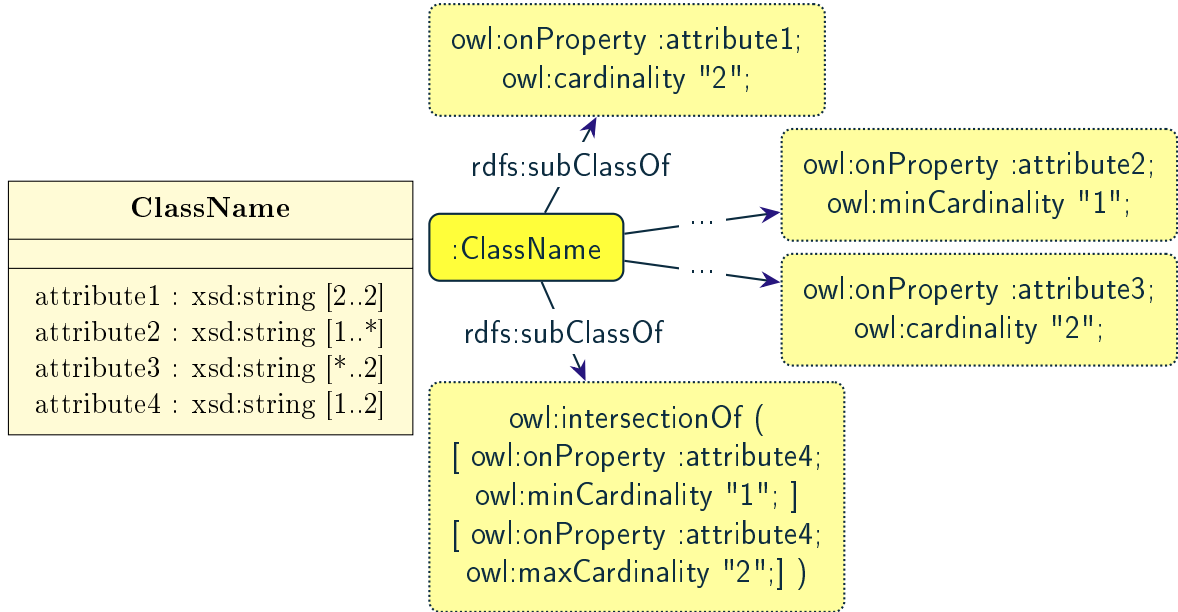 ClassName
attribute1 : xsd:string [2..2]
attribute2 : xsd:string [1..*]
attribute3 : xsd:string [*..2]
attribute4 : xsd:string [1..2]
owl:onProperty :attribute1;
owl:cardinality "2";
rdfs:subClassOf
:ClassName
...
...
owl:onProperty :attribute2;
owl:minCardinality "1";
owl:onProperty :attribute3;
owl:cardinality "2";
rdfs:subClassOf
owl:intersectionOf (
[ owl:onProperty :attribute4;
owl:minCardinality "1"; ]
[ owl:onProperty :attribute4;
owl:maxCardinality "2";] )